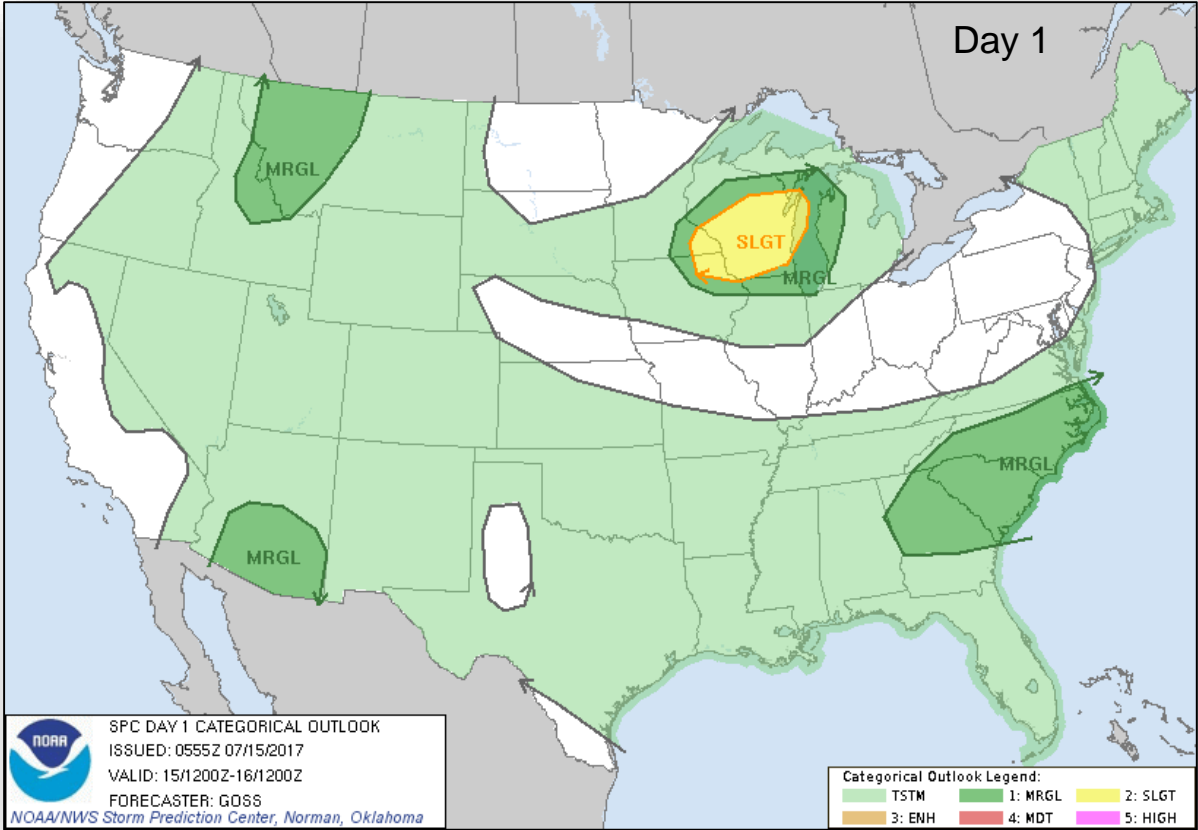 Day 1
MRGL
SLGT
MRGL
MRGL
MRGL
NOAA
SPC DAY 1 CATEGORICAL OUTLOOK
ISSUED: 0555Z 07/15/2017
VALID: 15/1200Z-16/1200Z
FORECASTER: GOSS
NOAA/NWS Storm Prediction Center, Norman, Oklahoma
Categorical Outlook Legend:
TSTM 1: MRGL 2: SLGT
3: ENH 4: MDT 5: HIGH